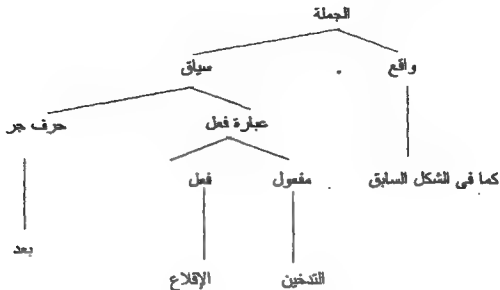 الجملة
واقع سياق
عبارة فعل حرف جر
كما في الشكل السابق مفعول فعل
بعد
التدخين الإقلاع